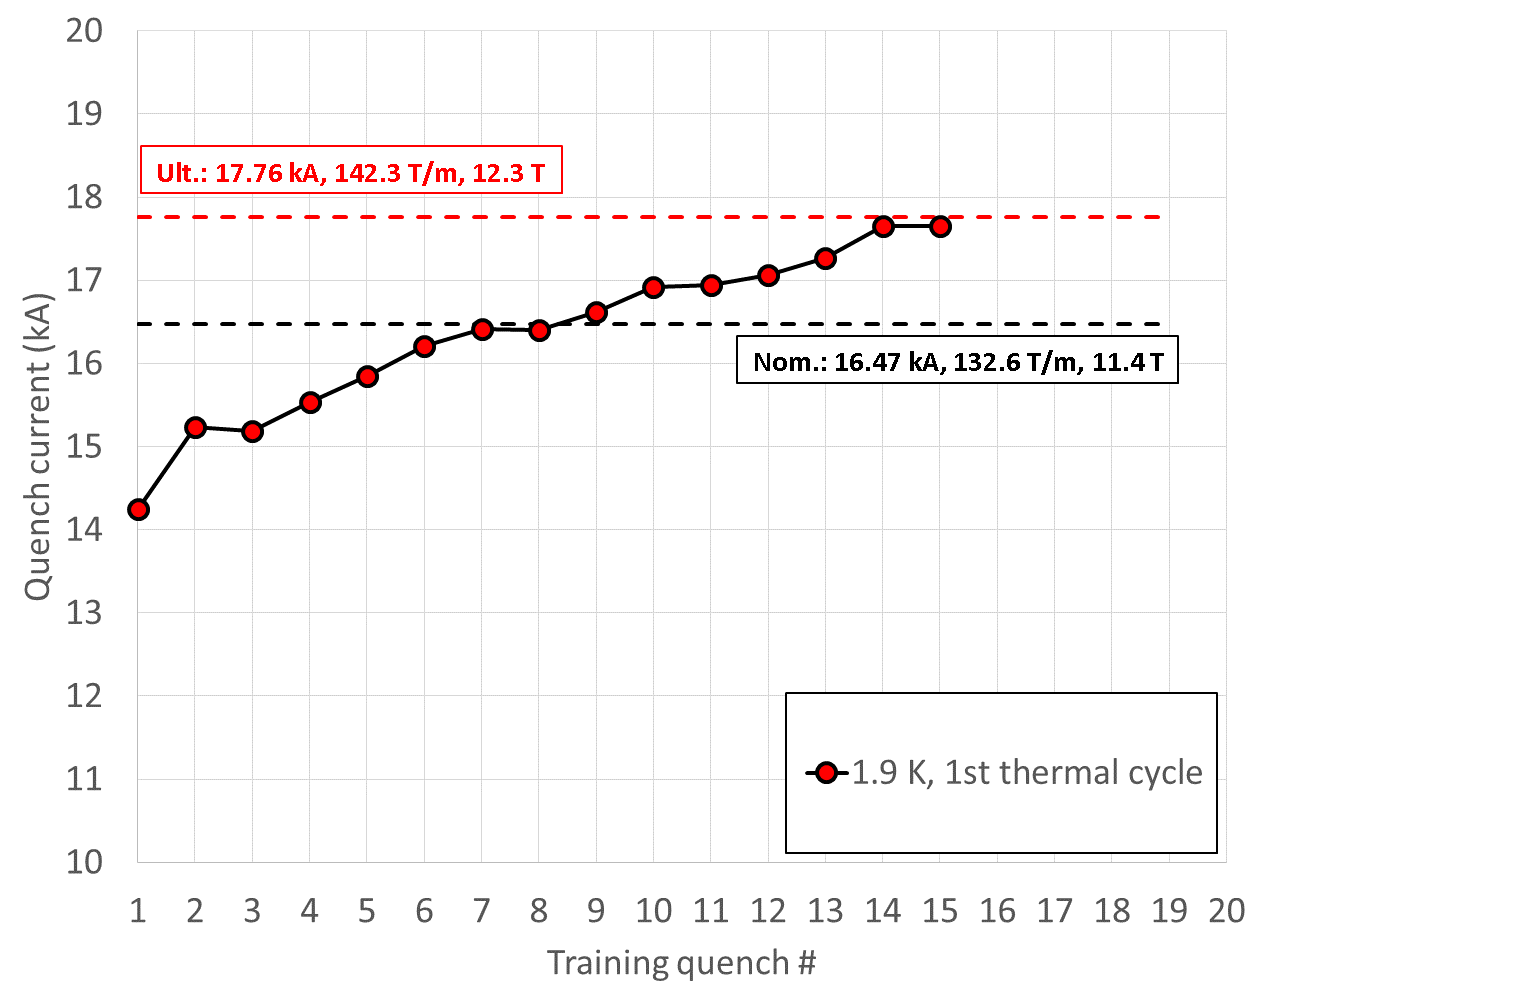 20
19
18
17
16
15
14
13
12
11
10
Quench current (kA)
Ult.: 17.76 kA, 142.3 T/m, 12.3 T
Nom.: 16.47 kA, 132.6 T/m, 11.4 T
1.9 K, 1st thermal cycle
1 2 3 4 5 6 7 8 9 10 11 12 13 14 15 16 17 18 19 20
Training quench #